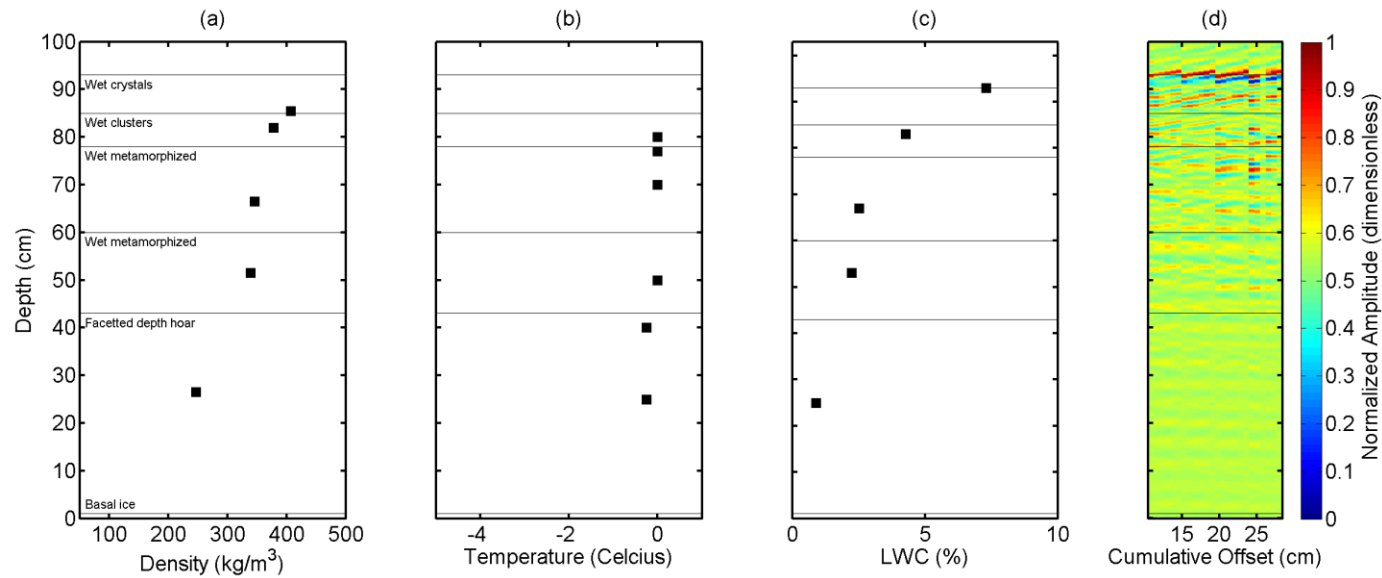 (a)
(b)
(c)
(d)
100
90
80
70
60
50
40
30
20
10
0
Depth (cm)
Wet crystals
Wet clusters
Wet metamorphized
Wet metamorphized
Facetted depth hoar
Basal ice
100 200 300 400 500
Density (kg/m³)
-4 -2 0
Temperature (Celcius)
0 5 10
LWC (%)
15 20 25
Cumulative Offset (cm)
1
0.9
0.8
0.7
0.6
0.5
0.4
0.3
0.2
0.1
0
Normalized Amplitude (dimensionless)